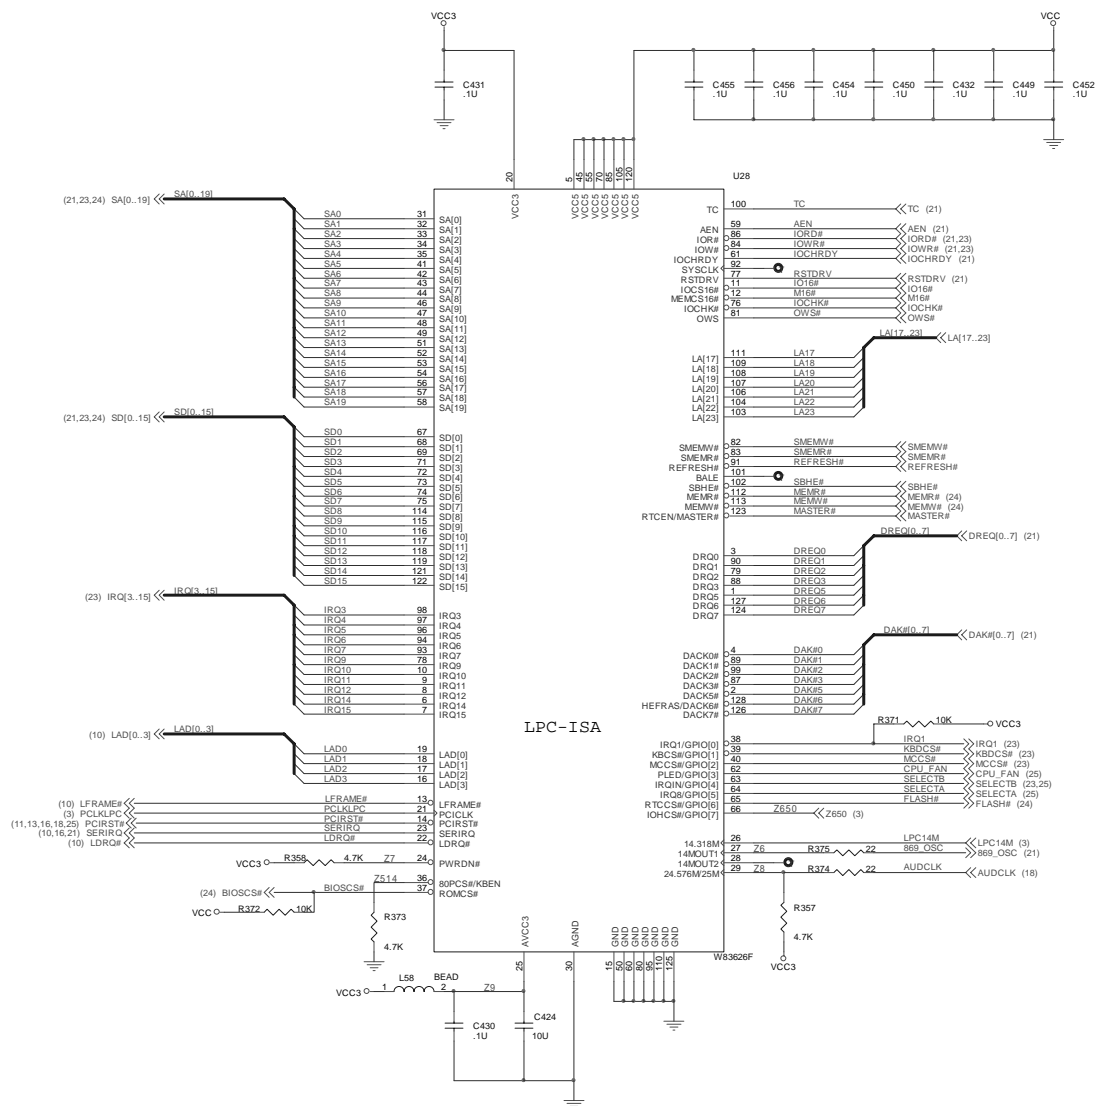 VCC3
VCC
C431
.1U
C455
.1U
C456
.1U
C454
.1U
C450
.1U
C432
.1U
C449
.1U
C452
.1U
20
VCC3
5 45 55 70 85 105 120
VCC5 VCC5 VCC5 VCC5 VCC5 VCC5 VCC5
U28
(21,23,24) SA[0..19] SA[0..19]
SA0 31 SA[0]
SA1 32 SA[1]
SA2 33 SA[2]
SA3 34 SA[3]
SA4 35 SA[4]
SA5 41 SA[5]
SA6 42 SA[6]
SA7 43 SA[7]
SA8 44 SA[8]
SA9 46 SA[9]
SA10 47 SA[10]
SA11 48 SA[11]
SA12 49 SA[12]
SA13 51 SA[13]
SA14 52 SA[14]
SA15 53 SA[15]
SA16 54 SA[16]
SA17 56 SA[17]
SA18 57 SA[18]
SA19 58 SA[19]
(21,23,24) SD[0..15] SD[0..15]
SD0 67 SD[0]
SD1 68 SD[1]
SD2 69 SD[2]
SD3 71 SD[3]
SD4 72 SD[4]
SD5 73 SD[5]
SD6 74 SD[6]
SD7 75 SD[7]
SD8 114 SD[8]
SD9 115 SD[9]
SD10 116 SD[10]
SD11 117 SD[11]
SD12 118 SD[12]
SD13 119 SD[13]
SD14 121 SD[14]
SD15 122 SD[15]
(23) IRQ[3..15] IRQ[3..15]
IRQ3 98 IRQ3
IRQ4 97 IRQ4
IRQ5 96 IRQ5
IRQ6 94 IRQ6
IRQ7 93 IRQ7
IRQ9 78 IRQ9
IRQ10 10 IRQ10
IRQ11 9 IRQ11
IRQ12 8 IRQ12
IRQ14 6 IRQ14
IRQ15 7 IRQ15
(10) LAD[0..3] LAD[0..3]
LAD0 19 LAD[0]
LAD1 18 LAD[1]
LAD2 17 LAD[2]
LAD3 16 LAD[3]
(10) LFRAME# LFRAME# 13 LFRAME#
(3) PCLKLPC PCLKLPC 21 PCICLK
(11,13,16,18,25) PCIRST# PCIRST# 14 PCIRST#
(10,16,21) SERIRQ SERIRQ 23 SERIRQ
(10) LDRQ# LDRQ# 22 LDRQ#
VCC3 R358 4.7K Z7 24 PWRDN#
Z514 36 80PCS#/KBEN
(24) BIOSCS# BIOSCS# 37 ROMCS#
VCC R372 10K
R373
4.7K
LPC-ISA
TC 100 TC TC (21)
AEN 59 AEN AEN (21)
IOR# 86 IORD# IORD# (21,23)
IOW# 84 IOWR# IOWR# (21,23)
IOCHRDY 61 IOCHRDY IOCHRDY (21)
SYSCLK 92
RSTDRV 77 RSTDRV RSTDRV (21)
IOCS16# 11 IO16# IO16#
MEMCS16# 12 M16# M16#
IOCHK# 76 IOCHK# IOCHK#
OWS 81 OWS# OWS#
LA[17..23] LA[17..23]
LA[17] 111 LA17
LA[18] 109 LA18
LA[19] 108 LA19
LA[20] 107 LA20
LA[21] 106 LA21
LA[22] 104 LA22
LA[23] 103 LA23
SMEMW# 82 SMEMW# SMEMW#
SMEMR# 83 SMEMR# SMEMR#
REFRESH# 91 REFRESH# REFRESH#
BALE 101
SBHE# 102 SBHE# SBHE#
MEMR# 112 MEMR# MEMR# (24)
MEMW# 113 MEMW# MEMW# (24)
RTCEN/MASTER# 123 MASTER# MASTER#
DREQ[0..7] DREQ[0..7] (21)
DRQ0 3 DREQ0
DRQ1 90 DREQ1
DRQ2 79 DREQ2
DRQ3 88 DREQ3
DRQ5 1 DREQ5
DRQ6 127 DREQ6
DRQ7 124 DREQ7
DAK#[0..7] DAK#[0..7] (21)
DACK0# 4 DAK#0
DACK1# 89 DAK#1
DACK2# 99 DAK#2
DACK3# 87 DAK#3
DACK5# 2 DAK#5
HEFRAS/DACK6# 128 DAK#6
DACK7# 126 DAK#7
R371 10K VCC3
IRQ1/GPIO[0] 38 IRQ1 IRQ1 (23)
KBCS#/GPIO[1] 39 KBDCS# KBDCS# (23)
MCCS#/GPIO[2] 40 MCCS# MCCS# (23)
PLED/GPIO[3] 62 CPU_FAN CPU_FAN (25)
IRQIN/GPIO[4] 63 SELECTB SELECTB (23,25)
IRQ8/GPIO[5] 64 SELECTA SELECTA (25)
RTCCS#/GPIO[6] 65 FLASH# FLASH# (24)
IOHCS#/GPIO[7] 66 Z650 Z650 (3)
14.318M 26 LPC14M LPC14M (3)
14MOUT1 27 Z6 R375 22 869_OSC 869_OSC (21)
14MOUT2 28
24.576M/25M 29 Z8 R374 22 AUDCLK AUDCLK (18)
R357
4.7K
VCC3
W83626F
AVCC3
25
AGND
30
GND GND GND GND GND GND GND
15 50 60 80 95 110 125
VCC3 1 L58 2 BEAD Z9
C430
.1U
C424
10U